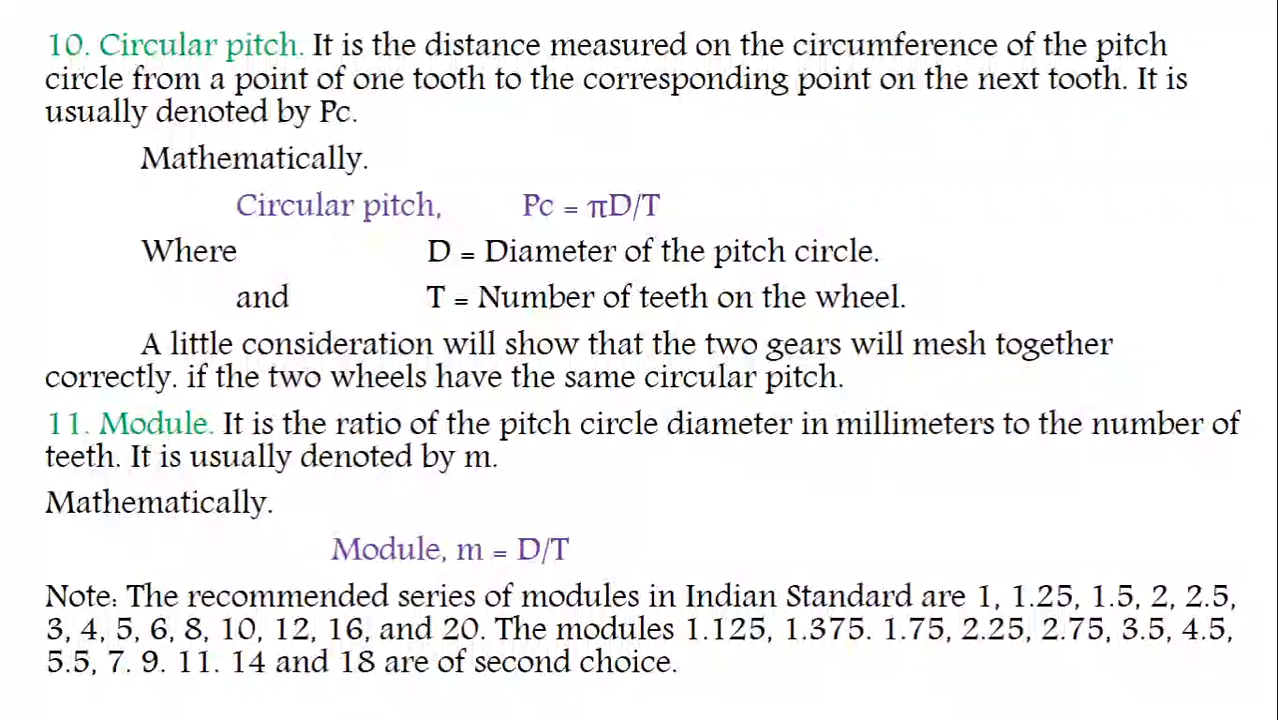 10. Circular pitch. It is the distance measured on the circumference of the pitch
circle from a point of one tooth to the corresponding point on the next tooth. It is
usually denoted by Pc.
Mathematically.
Circular pitch, Pc = πD/T
Where D = Diameter of the pitch circle.
and T = Number of teeth on the wheel.
A little consideration will show that the two gears will mesh together
correctly. if the two wheels have the same circular pitch.
11. Module. It is the ratio of the pitch circle diameter in millimeters to the number of
teeth. It is usually denoted by m.
Mathematically.
Module, m = D/T
Note: The recommended series of modules in Indian Standard are 1, 1.25, 1.5, 2, 2.5,
3, 4, 5, 6, 8, 10, 12, 16, and 20. The modules 1.125, 1.375. 1.75, 2.25, 2.75, 3.5, 4.5,
5.5, 7. 9. 11. 14 and 18 are of second choice.